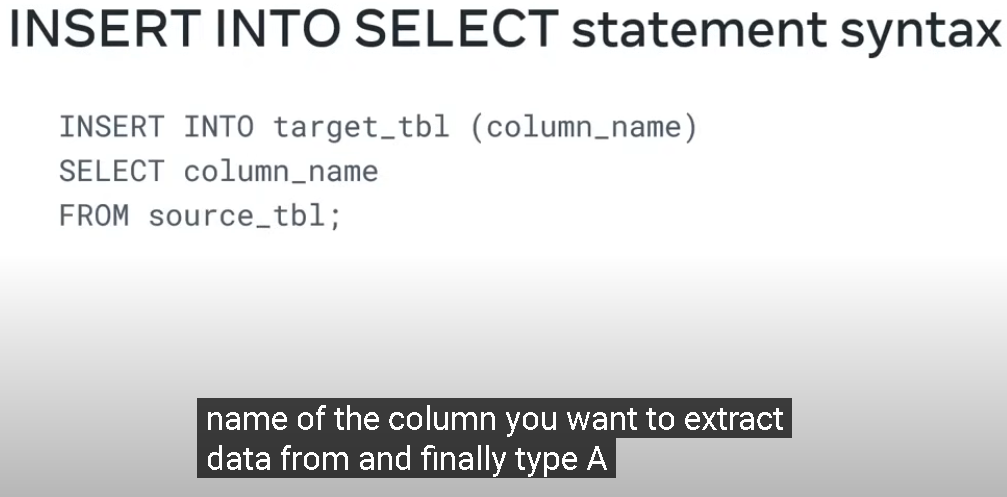 INSERT INTO SELECT statement syntax
INSERT INTO target_tbl (column_name)
SELECT column_name
FROM source_tbl;
name of the column you want to extract
data from and finally type A